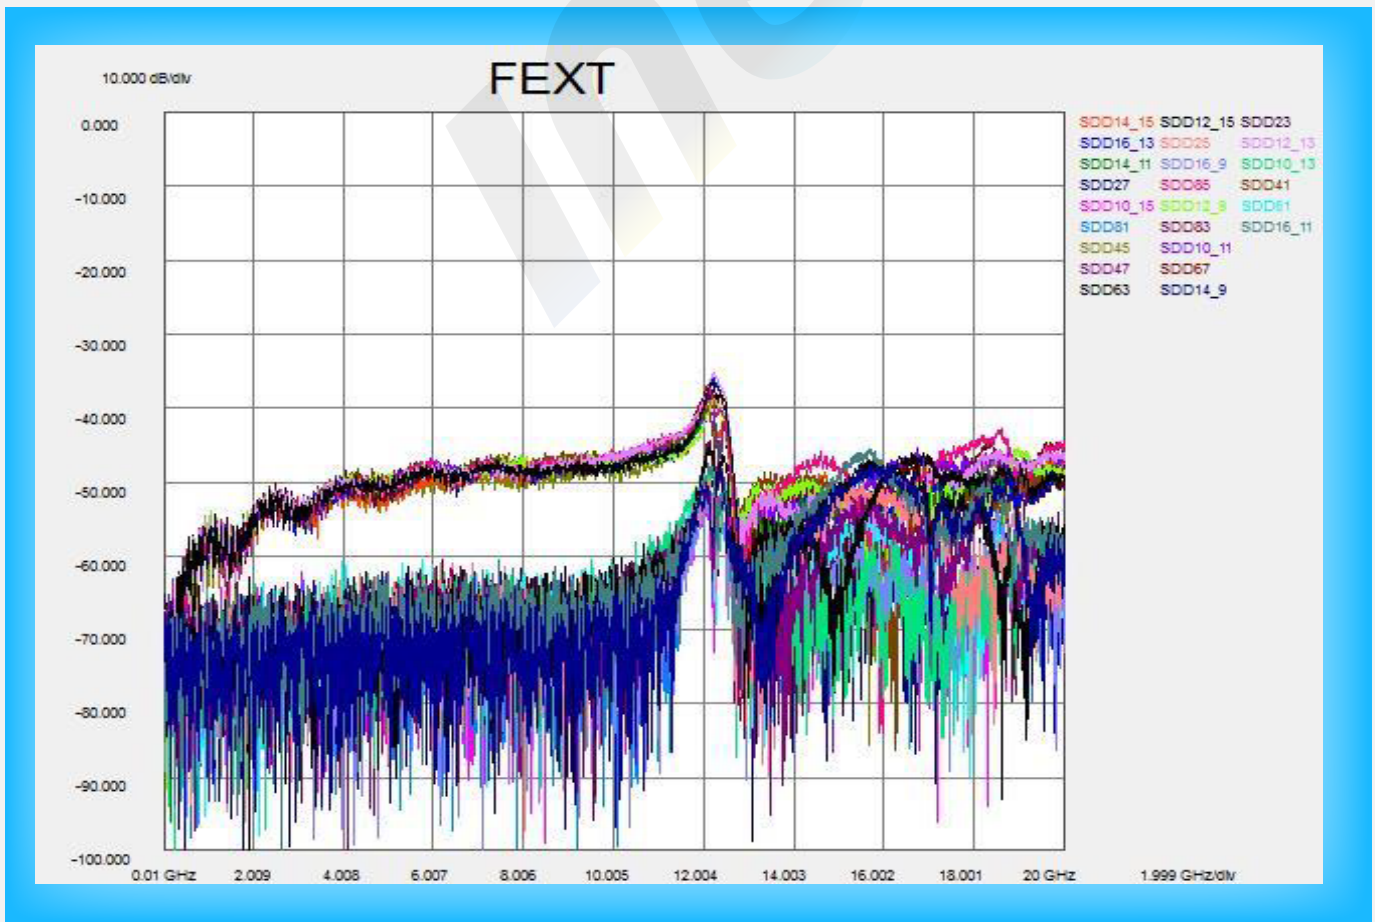 FEXT
10.000 dB/div
0.000
-10.000
-20.000
-30.000
-40.000
-50.000
-60.000
-70.000
-80.000
-90.000
-100.000
0.01 GHz 2.009 4.008 6.007 8.006 10.005 12.004 14.003 16.002 18.001 20 GHz 1.999 GHz/div
SDD14_15 SDD12_15 SDD23
SDD16_13 SDD25 SDD12_13
SDD14_11 SDD16_9 SDD10_13
SDD27 SDD85 SDD41
SDD10_15 SDD12_9 SDD61
SDD81 SDD83 SDD16_11
SDD45 SDD10_11
SDD47 SDD67
SDD63 SDD14_9